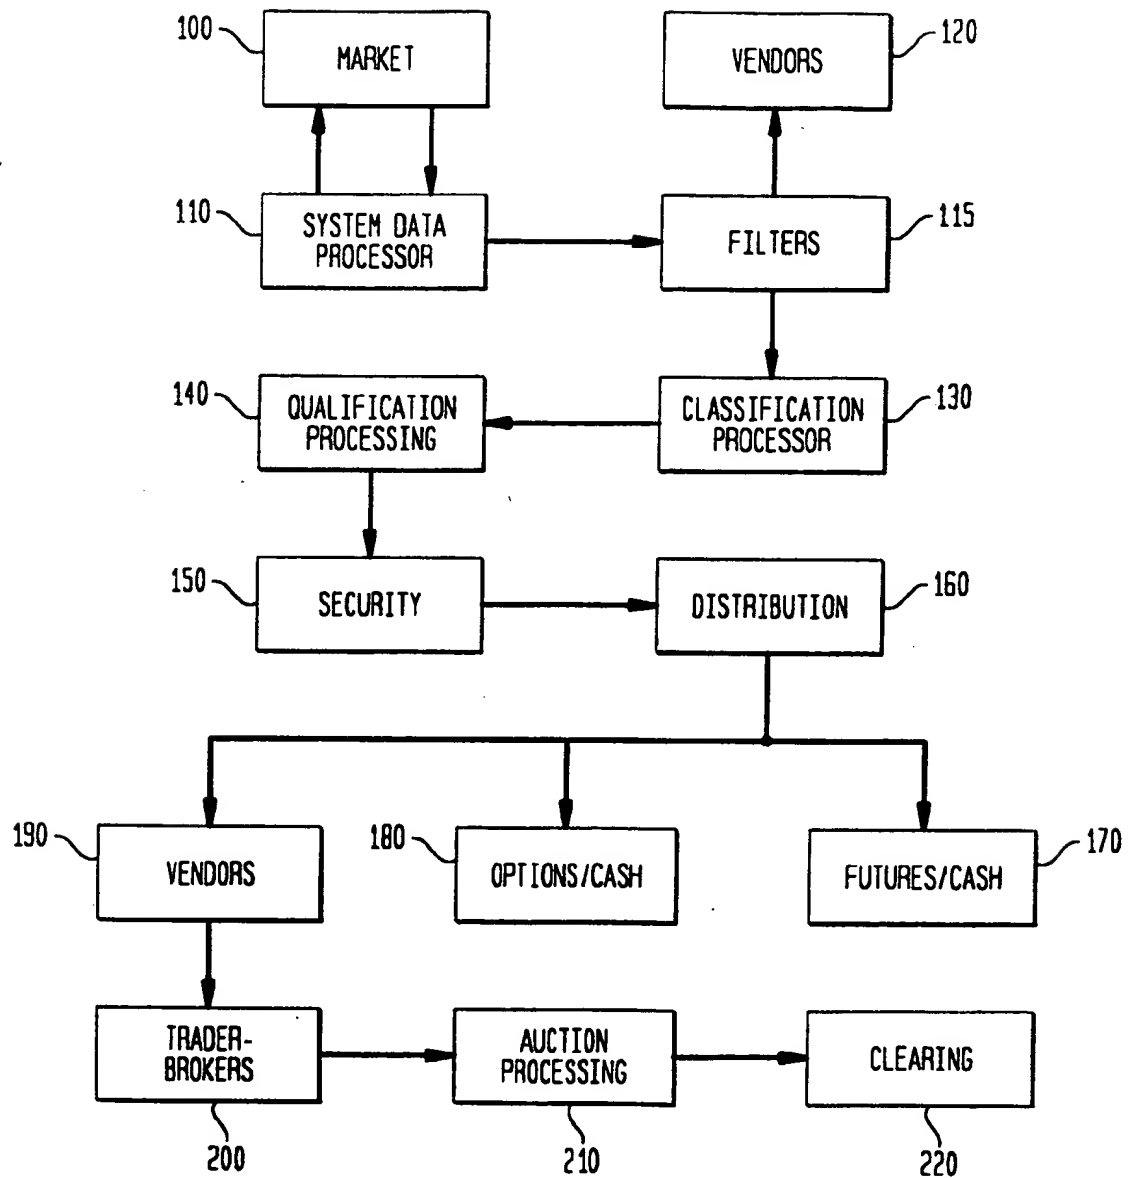 100
MARKET
VENDORS
120
110
SYSTEM DATA
PROCESSOR
FILTERS
115
140
QUALIFICATION
PROCESSING
CLASSIFICATION
PROCESSOR
130
150
SECURITY
DISTRIBUTION
160
190
VENDORS
180
OPTIONS/CASH
FUTURES/CASH
170
TRADER-
BROKERS
AUCTION
PROCESSING
CLEARING
200
210
220